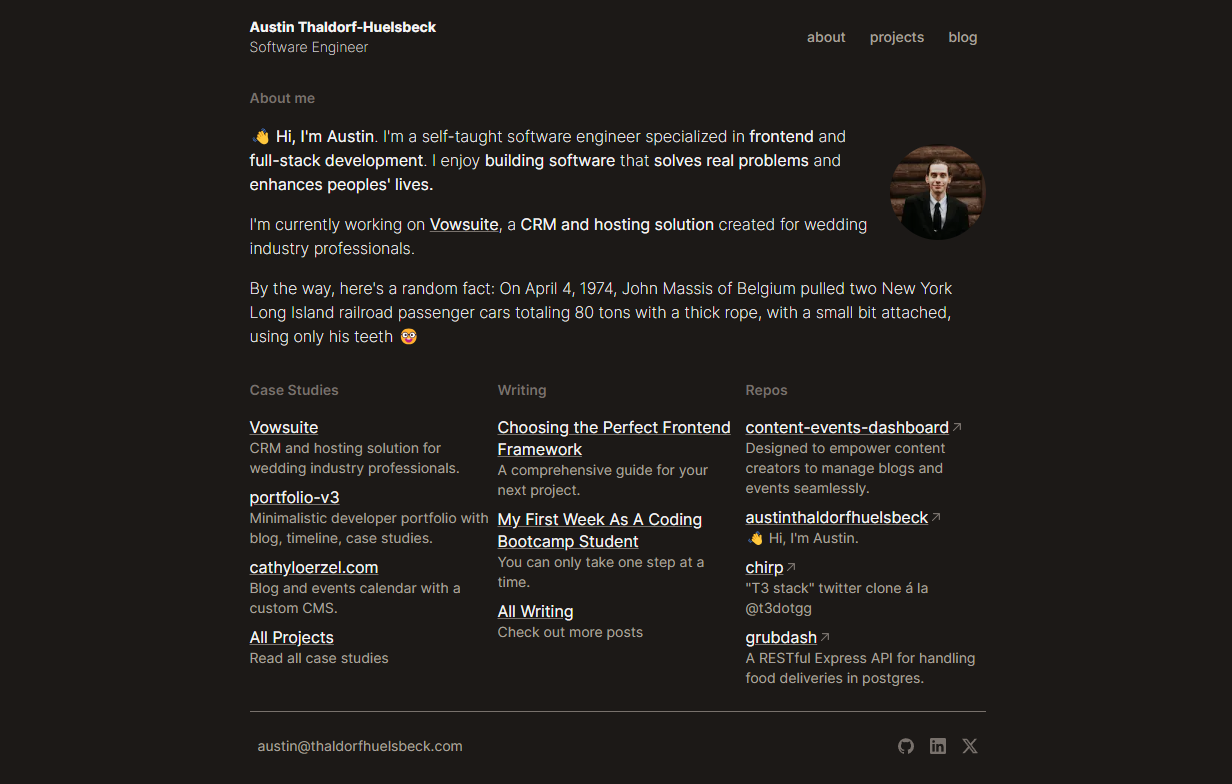 Austin Thaldorf-Huelsbeck
Software Engineer
about projects blog
About me
👋 Hi, I'm Austin. I'm a self-taught software engineer specialized in frontend and
full-stack development. I enjoy building software that solves real problems and
enhances peoples' lives.
I'm currently working on Vowsuite, a CRM and hosting solution created for wedding
industry professionals.
By the way, here's a random fact: On April 4, 1974, John Massis of Belgium pulled two New York
Long Island railroad passenger cars totaling 80 tons with a thick rope, with a small bit attached,
using only his teeth 🤓
Case Studies
Vowsuite
CRM and hosting solution for
wedding industry professionals.
portfolio-v3
Minimalistic developer portfolio with
blog, timeline, case studies.
cathyloerzel.com
Blog and events calendar with a
custom CMS.
All Projects
Read all case studies
Writing
Choosing the Perfect Frontend
Framework
A comprehensive guide for your
next project.
My First Week As A Coding
Bootcamp Student
You can only take one step at a
time.
All Writing
Check out more posts
Repos
content-events-dashboard
Designed to empower content
creators to manage blogs and
events seamlessly.
austinthaldorfhuelsbeck
👋 Hi, I'm Austin.
chirp
"T3 stack" twitter clone á la
@t3dotgg
grubdash
A RESTful Express API for handling
food deliveries in postgres.
austin@thaldorfhuelsbeck.com